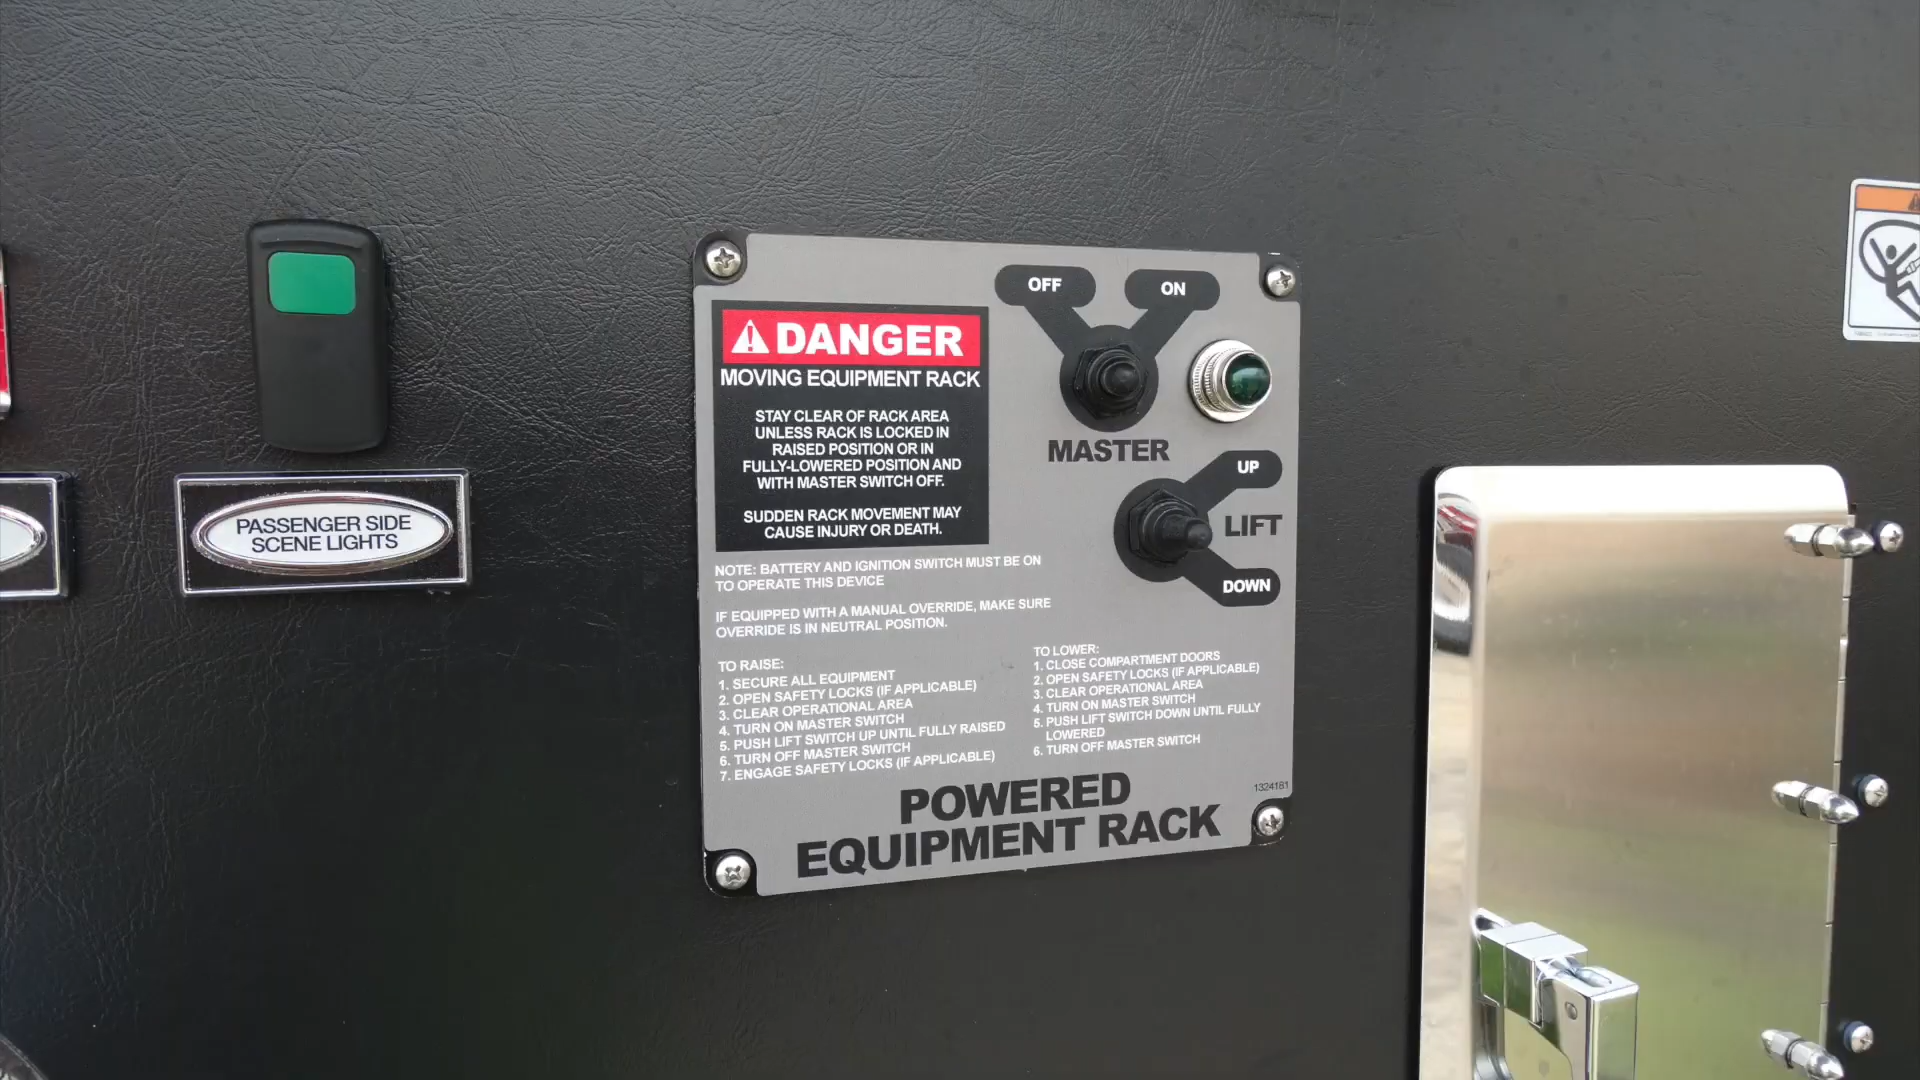 PASSENGER SIDE
SCENE LIGHTS
DANGER
MOVING EQUIPMENT RACK
STAY CLEAR OF RACK AREA
UNLESS RACK IS LOCKED IN
RAISED POSITION OR IN
FULLY-LOWERED POSITION AND
WITH MASTER SWITCH OFF.
SUDDEN RACK MOVEMENT MAY
CAUSE INJURY OR DEATH.
OFF
ON
MASTER
UP
LIFT
DOWN
NOTE: BATTERY AND IGNITION SWITCH MUST BE ON
TO OPERATE THIS DEVICE
IF EQUIPPED WITH A MANUAL OVERRIDE, MAKE SURE
OVERRIDE IS IN NEUTRAL POSITION.
TO RAISE:
1. SECURE ALL EQUIPMENT
2. OPEN SAFETY LOCKS (IF APPLICABLE)
3. CLEAR OPERATIONAL AREA
4. TURN ON MASTER SWITCH
5. PUSH LIFT SWITCH UP UNTIL FULLY RAISED
6. TURN OFF MASTER SWITCH
7. ENGAGE SAFETY LOCKS (IF APPLICABLE)
TO LOWER:
1. CLOSE COMPARTMENT DOORS
2. OPEN SAFETY LOCKS (IF APPLICABLE)
3. CLEAR OPERATIONAL AREA
4. TURN ON MASTER SWITCH
5. PUSH LIFT SWITCH DOWN UNTIL FULLY
LOWERED
6. TURN OFF MASTER SWITCH
1324181
POWERED
EQUIPMENT RACK